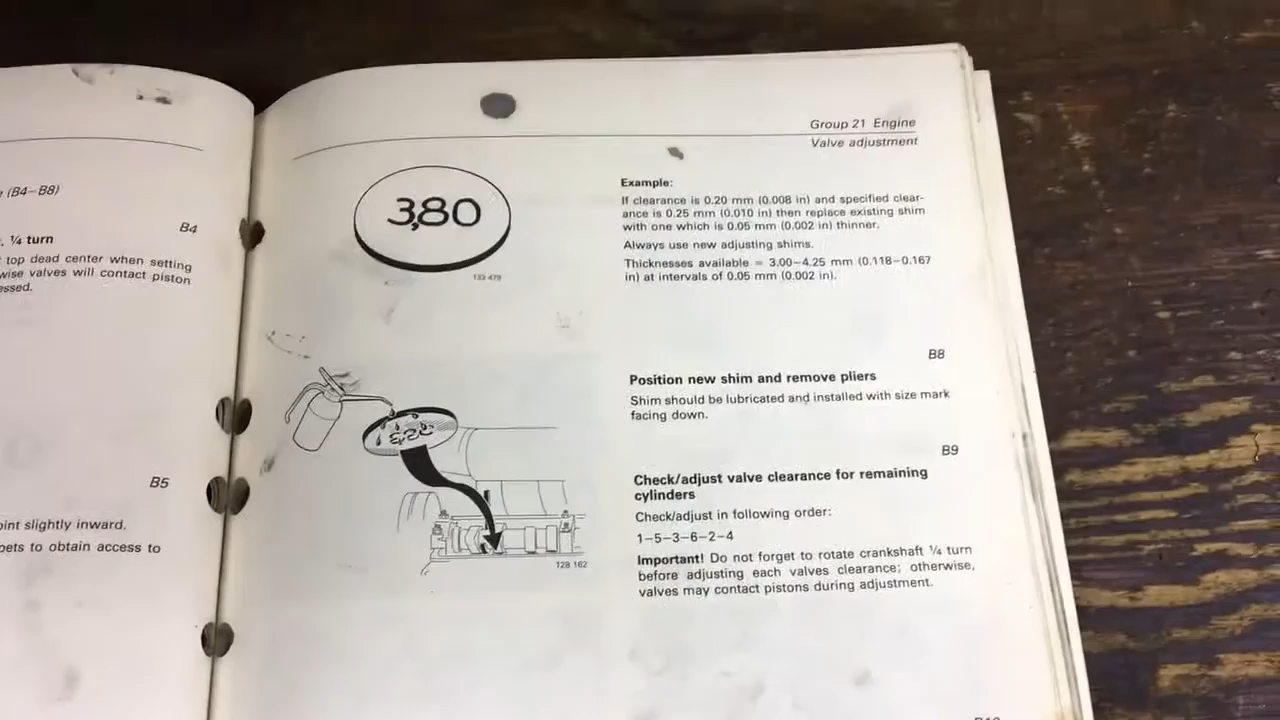 (B4–B8)
B4
¼ turn
top dead center when setting
wise valves will contact piston
essed.
B5
oint slightly inward.
pets to obtain access to
Group 21 Engine
Valve adjustment
3,80
133 479
Example:
If clearance is 0.20 mm (0.008 in) and specified clear-
ance is 0.25 mm (0.010 in) then replace existing shim
with one which is 0.05 mm (0.002 in) thinner.
Always use new adjusting shims.
Thicknesses available = 3.00–4.25 mm (0.118–0.167
in) at intervals of 0.05 mm (0.002 in).
B8
Position new shim and remove pliers
Shim should be lubricated and installed with size mark
facing down.
B9
Check/adjust valve clearance for remaining
cylinders
Check/adjust in following order:
1–5–3–6–2–4
Important! Do not forget to rotate crankshaft ¼ turn
before adjusting each valves clearance; otherwise,
valves may contact pistons during adjustment.
128 162